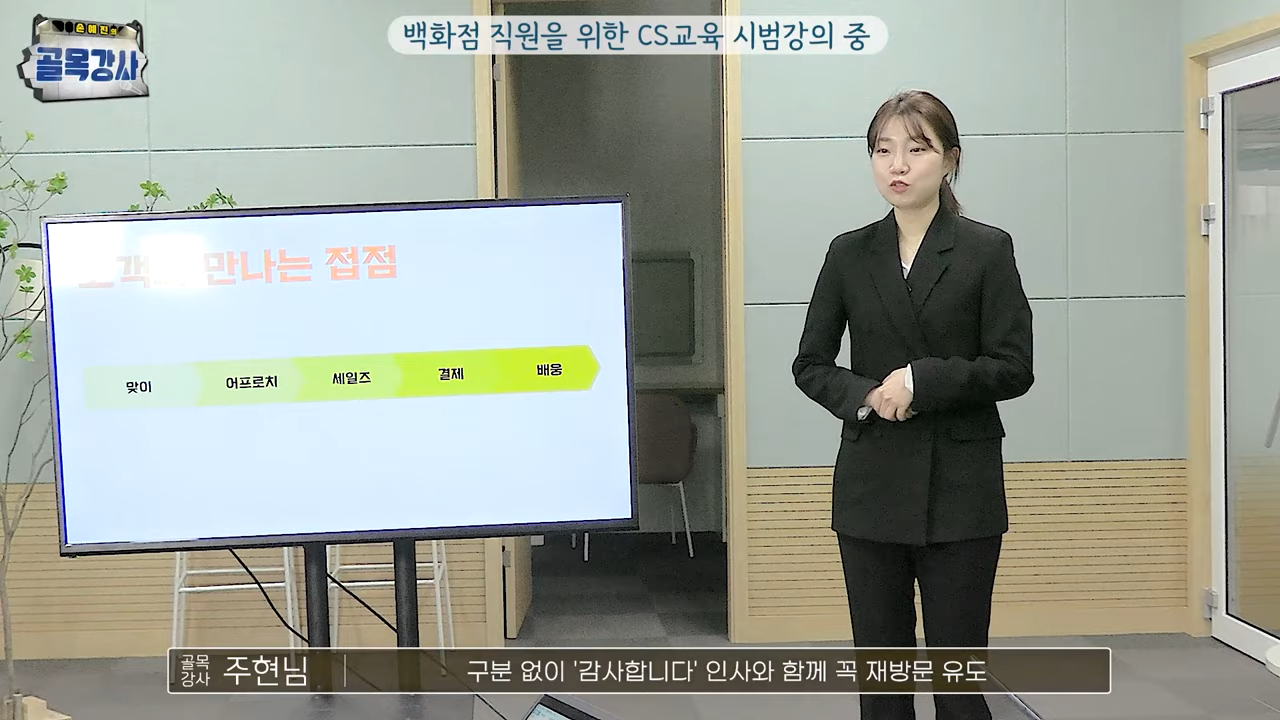 손예진의
골목강사
백화점 직원을 위한 CS교육 시범강의 중
만나는 접점
맞이
어프로치
세일즈
결제
배웅
골목
강사
주현님
구분 없이 '감사합니다' 인사와 함께 꼭 재방문 유도